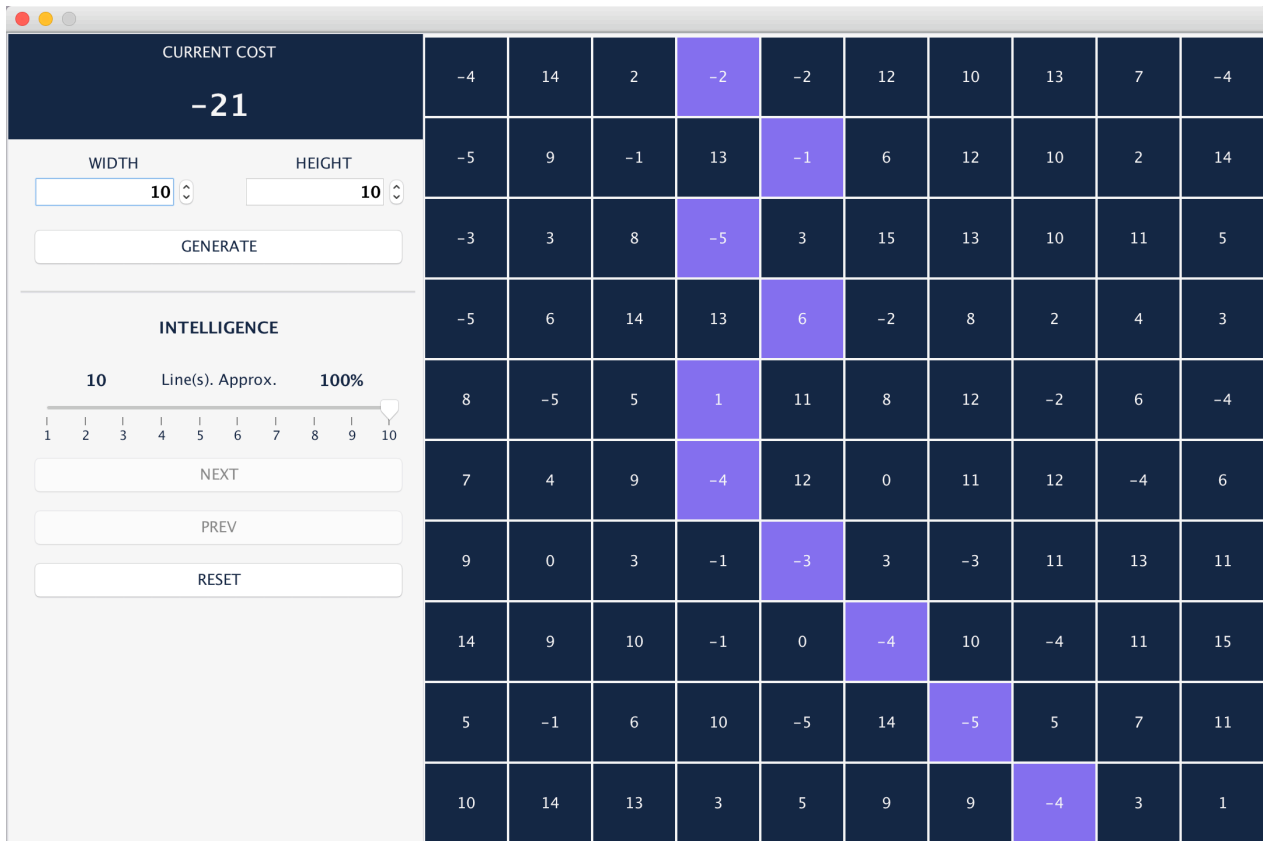 CURRENT COST
−21
WIDTH HEIGHT
10 10
GENERATE
INTELLIGENCE
10 Line(s). Approx. 100%
1 2 3 4 5 6 7 8 9 10
NEXT
PREV
RESET
−4 14 2 −2 −2 12 10 13 7 −4
−5 9 −1 13 −1 6 12 10 2 14
−3 3 8 −5 3 15 13 10 11 5
−5 6 14 13 6 −2 8 2 4 3
8 −5 5 1 11 8 12 −2 6 −4
7 4 9 −4 12 0 11 12 −4 6
9 0 3 −1 −3 3 −3 11 13 11
14 9 10 −1 0 −4 10 −4 11 15
5 −1 6 10 −5 14 −5 5 7 11
10 14 13 3 5 9 9 −4 3 1